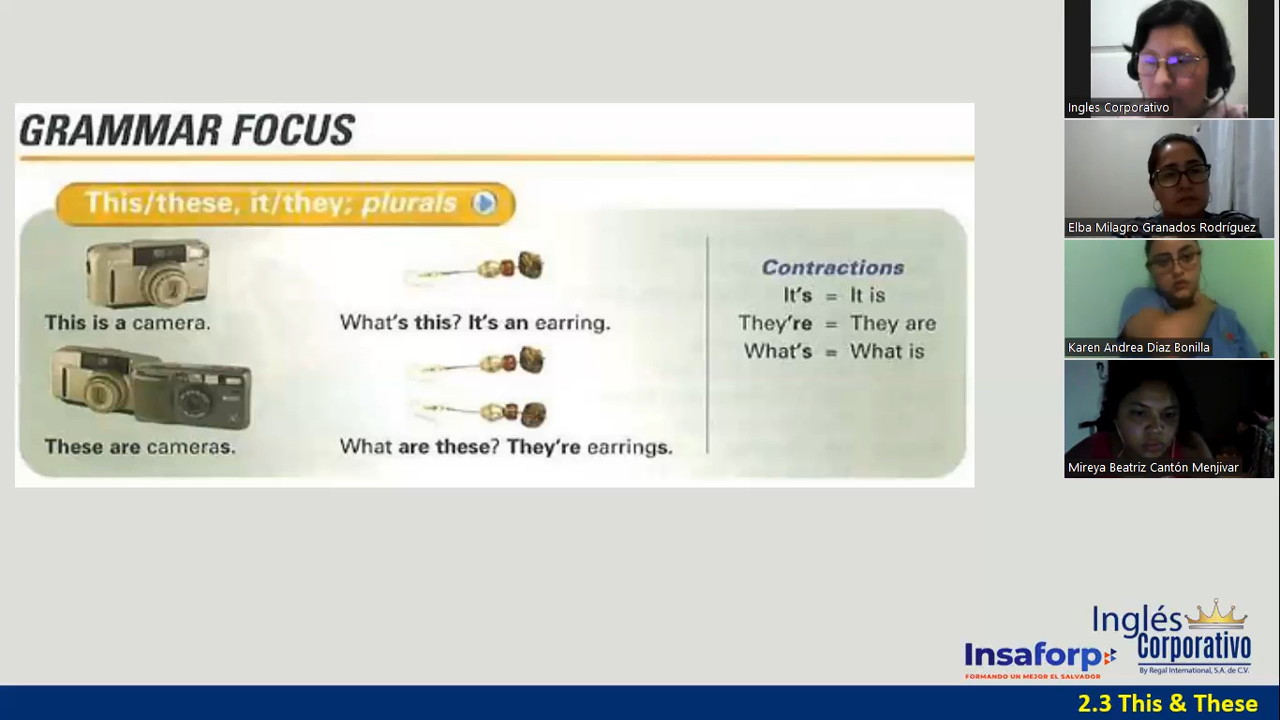 GRAMMAR FOCUS
This/these, it/they; plurals
This is a camera.
What's this? It's an earring.
These are cameras.
What are these? They're earrings.
Contractions
It's = It is
They're = They are
What's = What is
Ingles Corporativo
Elba Milagro Granados Rodríguez
Karen Andrea Diaz Bonilla
Mireya Beatriz Cantón Menjivar
Insaforp
FORMANDO UN MEJOR EL SALVADOR
Inglés
Corporativo
By Regal International, S.A. de C.V.
2.3 This & These